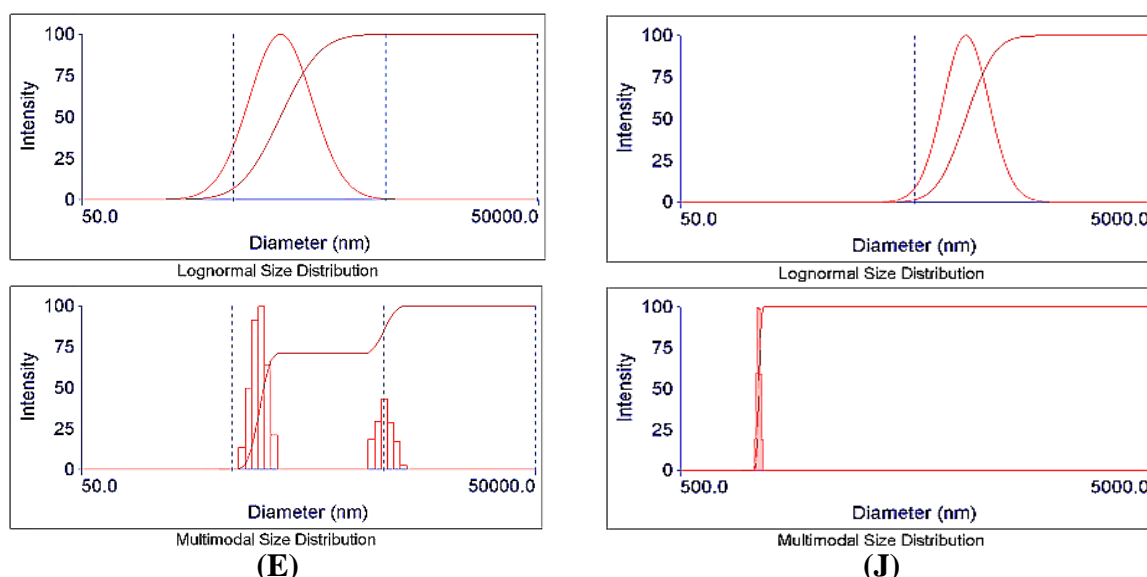 100
75
50
25
0
Intensity
50.0
50000.0
Diameter (nm)
Lognormal Size Distribution
100
75
50
25
0
Intensity
50.0
5000.0
Diameter (nm)
Lognormal Size Distribution
100
75
50
25
0
Intensity
50.0
50000.0
Diameter (nm)
Multimodal Size Distribution
(E)
100
75
50
25
0
Intensity
500.0
5000.0
Diameter (nm)
Multimodal Size Distribution
(J)